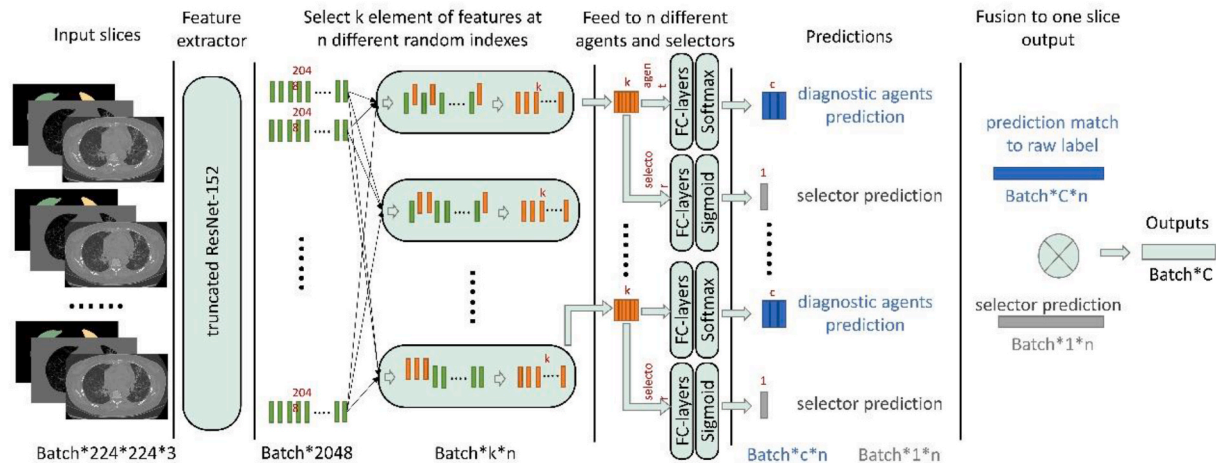 Input slices
Feature
extractor
Select k element of features at
n different random indexes
Feed to n different
agents and selectors
Predictions
Fusion to one slice
output
truncated ResNet-152
204
8
204
8
204
8
k
k
k
k
agen
t
FC-layers
Softmax
c
diagnostic agents
prediction
selecto
r
FC-layers
Sigmoid
1
selector prediction
k
FC-layers
Softmax
c
diagnostic agents
prediction
selecto
r
FC-layers
Sigmoid
1
selector prediction
prediction match
to raw label
Batch*C*n
Outputs
Batch*C
selector prediction
Batch*1*n
Batch*224*224*3
Batch*2048
Batch*k*n
Batch*c*n
Batch*1*n